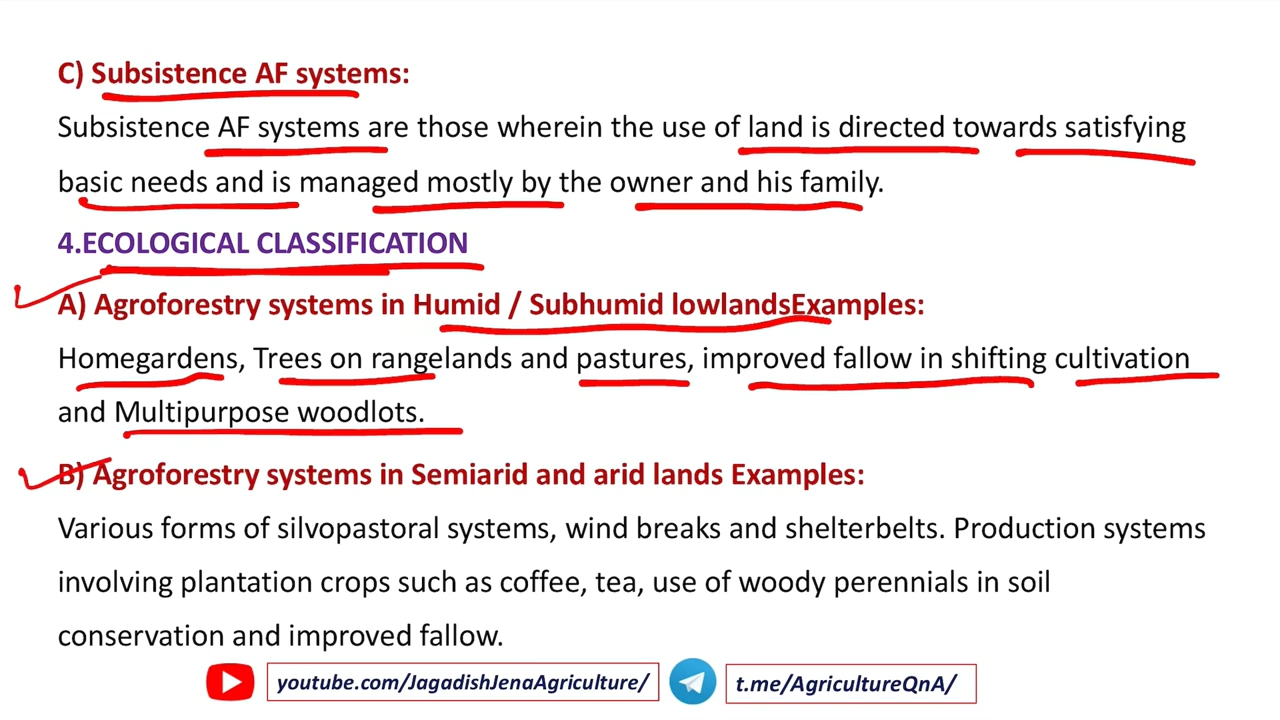 C) Subsistence AF systems:
Subsistence AF systems are those wherein the use of land is directed towards satisfying
basic needs and is managed mostly by the owner and his family.
4.ECOLOGICAL CLASSIFICATION
A) Agroforestry systems in Humid / Subhumid lowlandsExamples:
Homegardens, Trees on rangelands and pastures, improved fallow in shifting cultivation
and Multipurpose woodlots.
B) Agroforestry systems in Semiarid and arid lands Examples:
Various forms of silvopastoral systems, wind breaks and shelterbelts. Production systems
involving plantation crops such as coffee, tea, use of woody perennials in soil
conservation and improved fallow.
youtube.com/JagadishJenaAgriculture/ t.me/AgricultureQnA/